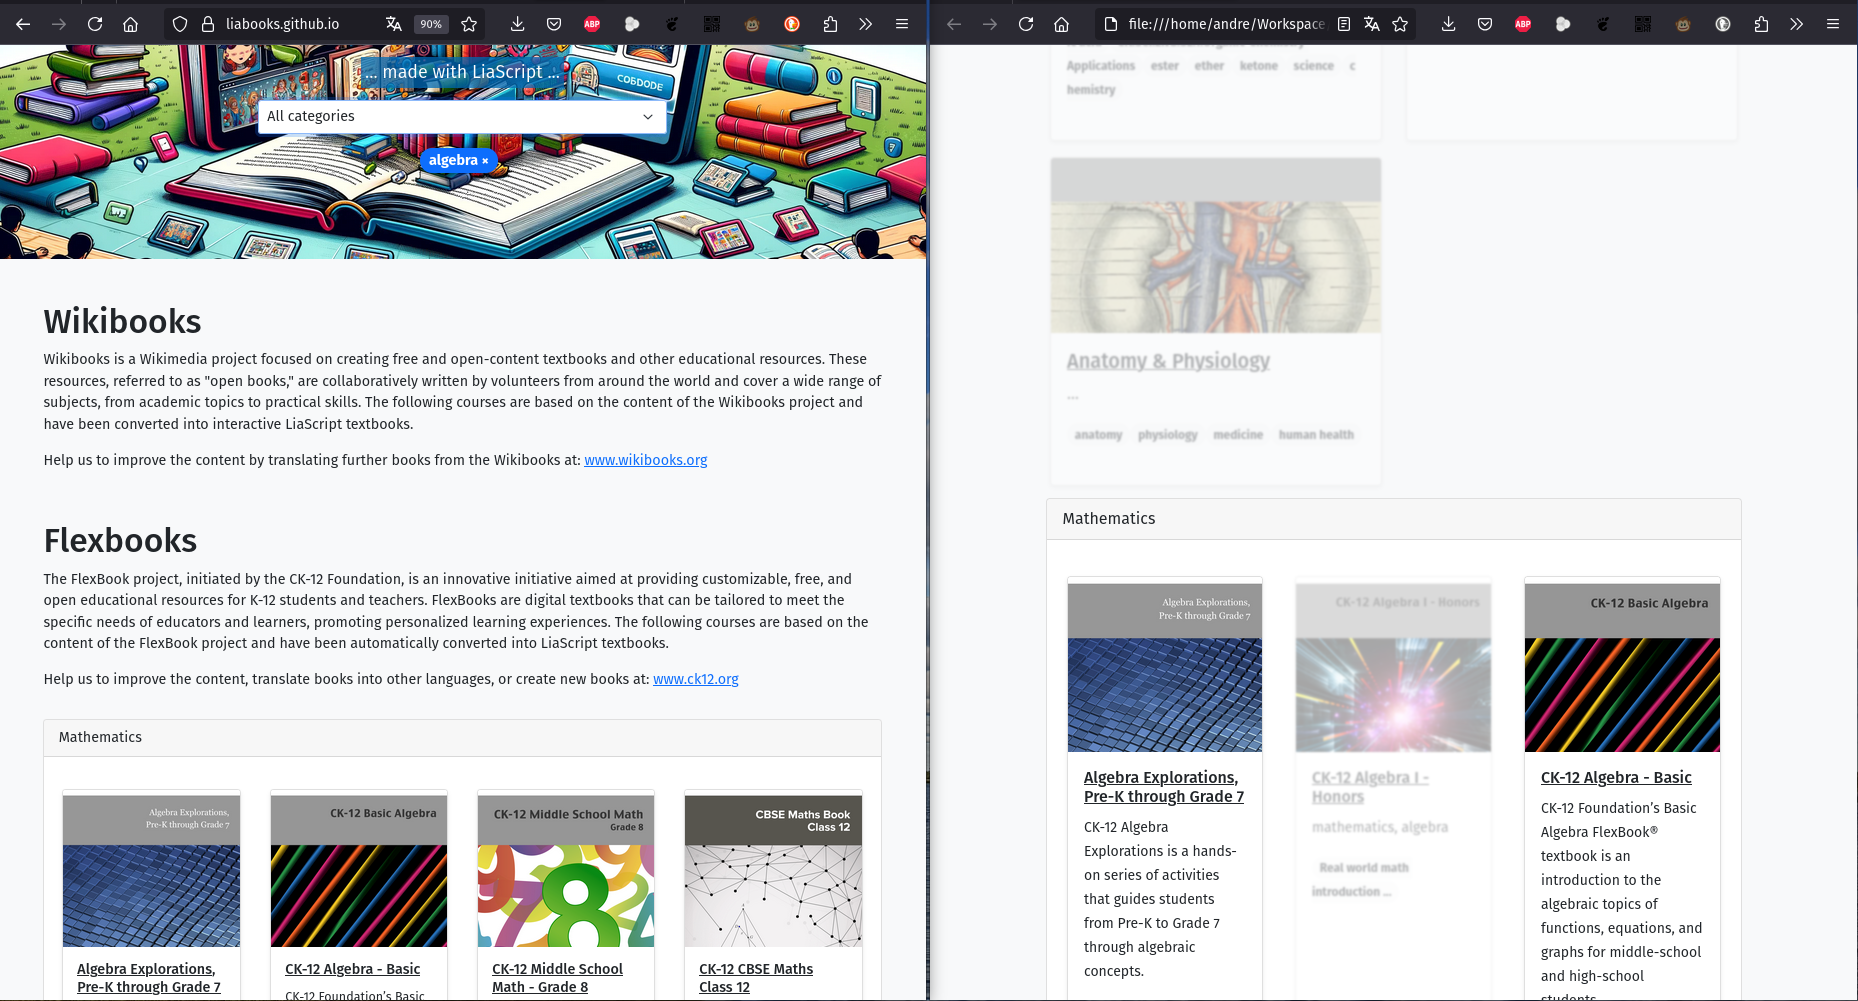 liabooks.github.io
90%
... made with LiaScript ...
All categories
algebra ×
Wikibooks
Wikibooks is a Wikimedia project focused on creating free and open-content textbooks and other educational resources. These
resources, referred to as "open books," are collaboratively written by volunteers from around the world and cover a wide range of
subjects, from academic topics to practical skills. The following courses are based on the content of the Wikibooks project and
have been converted into interactive LiaScript textbooks.
Help us to improve the content by translating further books from the Wikibooks at: www.wikibooks.org
Flexbooks
The FlexBook project, initiated by the CK-12 Foundation, is an innovative initiative aimed at providing customizable, free, and
open educational resources for K-12 students and teachers. FlexBooks are digital textbooks that can be tailored to meet the
specific needs of educators and learners, promoting personalized learning experiences. The following courses are based on the
content of the FlexBook project and have been automatically converted into LiaScript textbooks.
Help us to improve the content, translate books into other languages, or create new books at: www.ck12.org
Mathematics
Algebra Explorations,
Pre-K through Grade 7
CK-12 Basic Algebra
CK-12 Middle School Math
Grade 8
CBSE Maths Book
Class 12
Algebra Explorations,
Pre-K through Grade 7
CK-12 Algebra - Basic
CK-12 Foundation's Basic
CK-12 Middle School
Math - Grade 8
CK-12 CBSE Maths
Class 12
file:///home/andre/Workspace
Applications ester ether ketone science c
hemistry
Anatomy & Physiology
...
anatomy physiology medicine human health
Mathematics
Algebra Explorations,
Pre-K through Grade 7
CK-12 Algebra I - Honors
CK-12 Basic Algebra
Algebra Explorations,
Pre-K through Grade 7
CK-12 Algebra
Explorations is a hands-
on series of activities
that guides students
from Pre-K to Grade 7
through algebraic
concepts.
CK-12 Algebra I -
Honors
mathematics, algebra
Real world math
introduction ...
CK-12 Algebra - Basic
CK-12 Foundation's Basic
Algebra FlexBook®
textbook is an
introduction to the
algebraic topics of
functions, equations, and
graphs for middle-school
and high-school
students